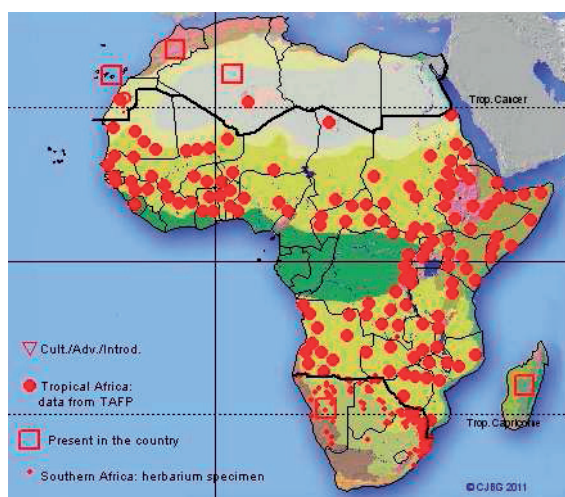 Trop. Cancer
▽ Cult./Adv./Introd.
● Tropical Africa:
data from TAFP
Trop. Capricorne
□ Present in the country
Southern Africa: herbarium specimen
© CJBG 2011